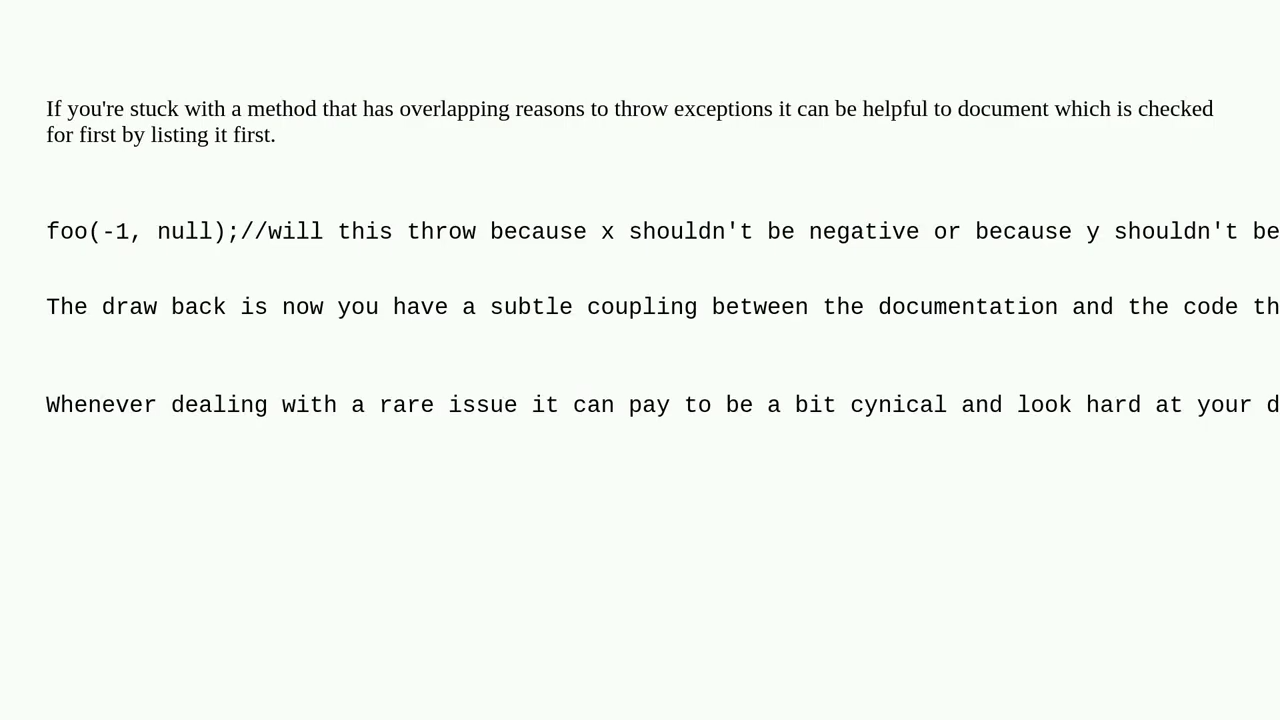 If you're stuck with a method that has overlapping reasons to throw exceptions it can be helpful to document which is checked
for first by listing it first.
foo(-1, null);//will this throw because x shouldn't be negative or because y shouldn't be
The draw back is now you have a subtle coupling between the documentation and the code
Whenever dealing with a rare issue it can pay to be a bit cynical and look hard at your